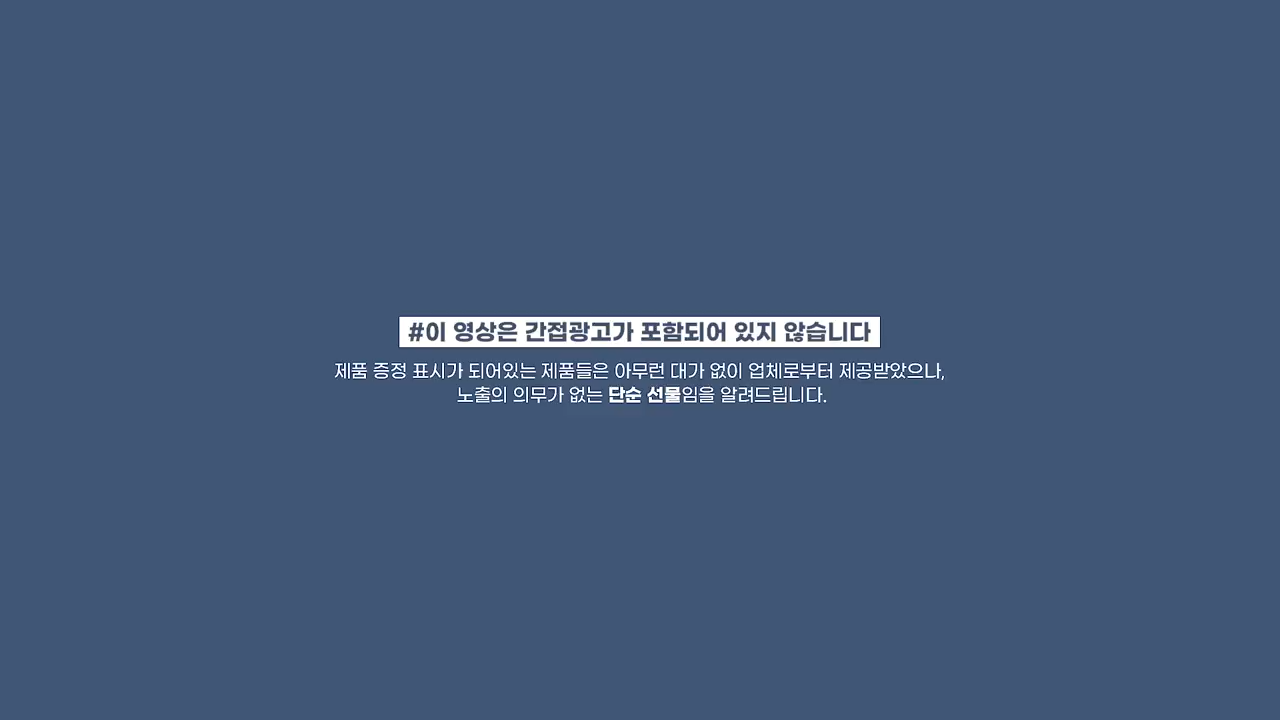 #이 영상은 간접광고가 포함되어 있지 않습니다
제품 증정 표시가 되어있는 제품들은 아무런 대가 없이 업체로부터 제공받았으나,
노출의 의무가 없는 단순 선물임을 알려드립니다.